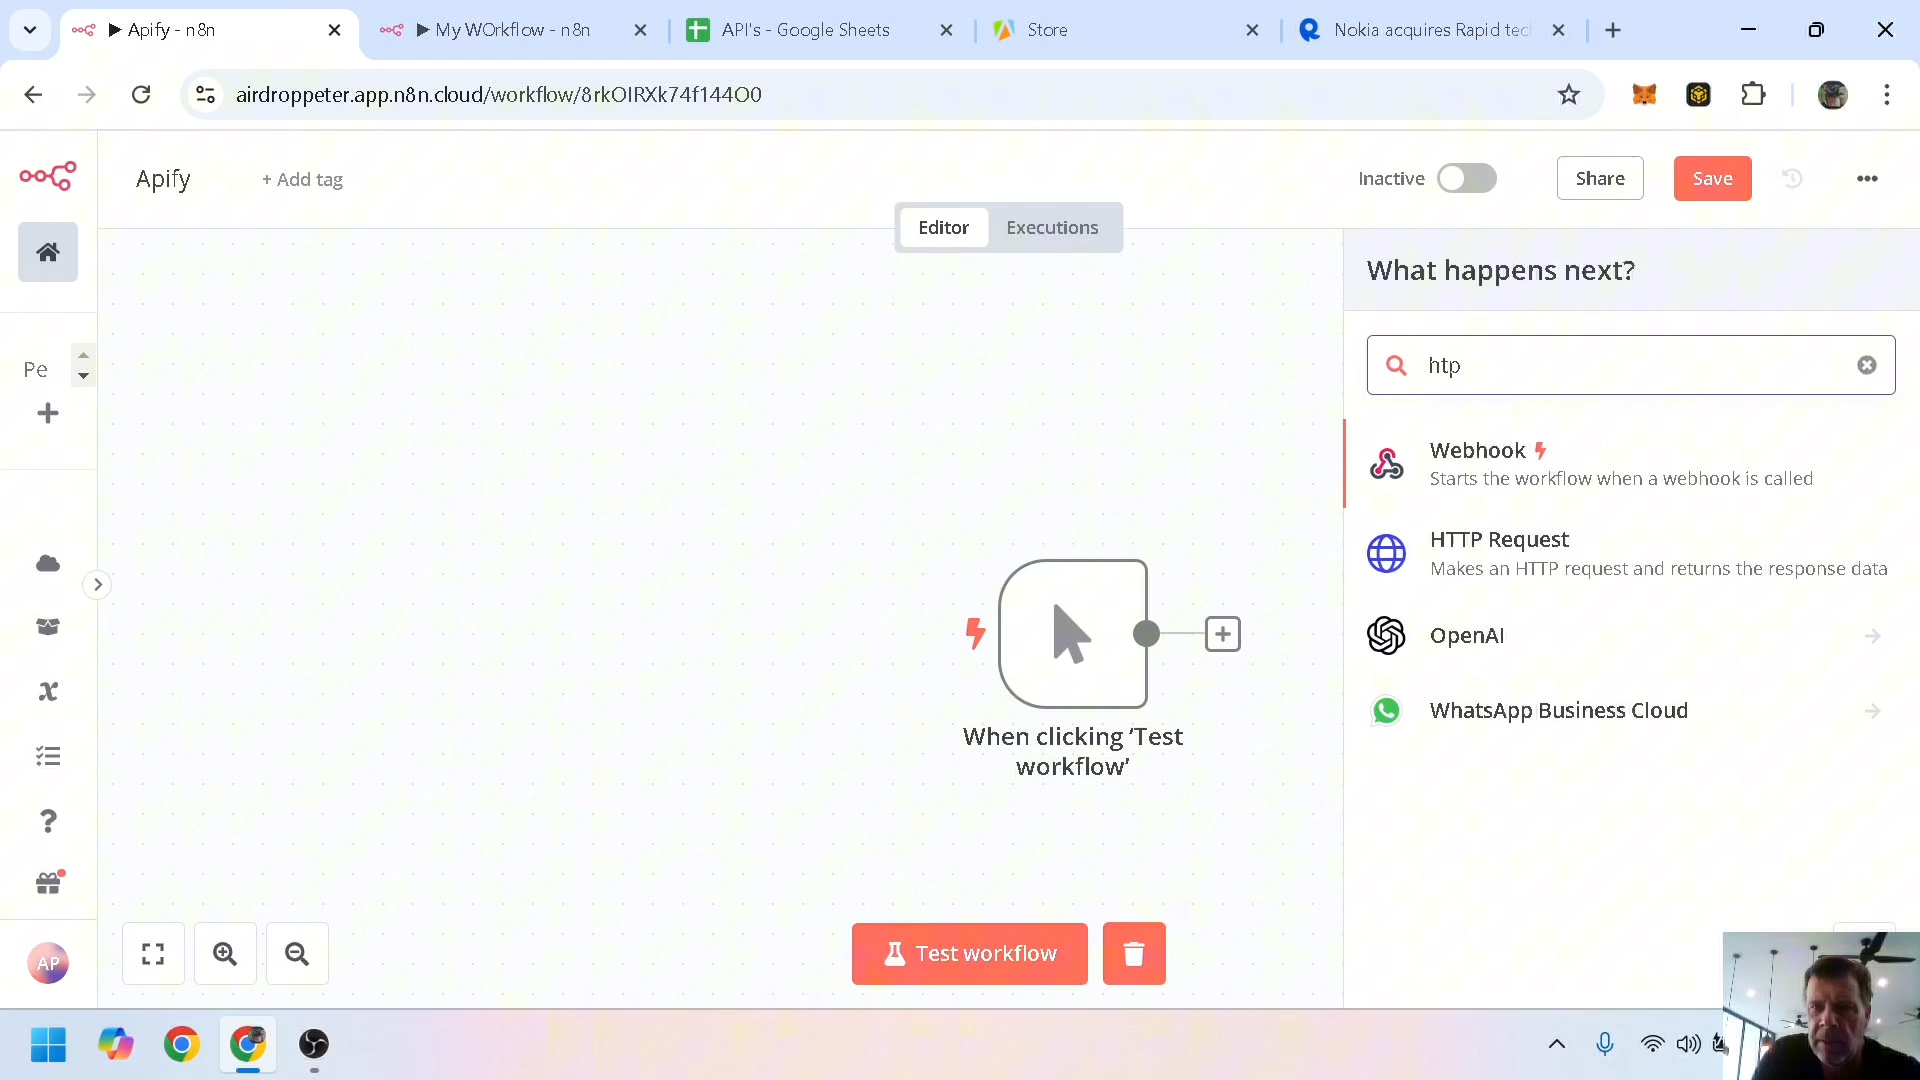 ▶ Apify - n8n
▶ My WOrkflow - n8n
API's - Google Sheets
Store
Nokia acquires Rapid tec
airdroppeter.app.n8n.cloud/workflow/8rkOIRXk74f144O0
Apify
+ Add tag
Inactive
Share
Save
Editor
Executions
What happens next?
Pe
htp
Webhook
Starts the workflow when a webhook is called
HTTP Request
Makes an HTTP request and returns the response data
OpenAI
WhatsApp Business Cloud
When clicking ‘Test
workflow’
Test workflow
AP